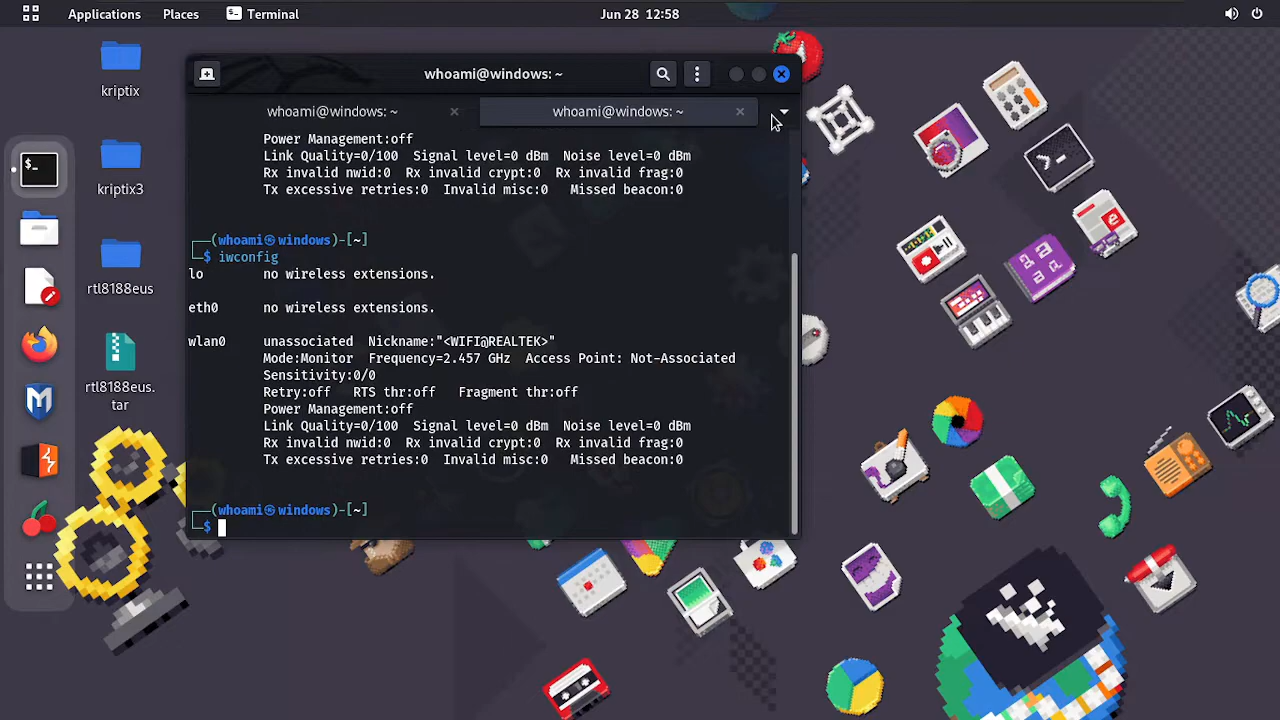 Applications Places Terminal Jun 28 12:58
kriptix
kriptix3
rtl8188eus
rtl8188eus.
tar
whoami@windows: ~
whoami@windows: ~ whoami@windows: ~
Power Management:off
Link Quality=0/100 Signal level=0 dBm Noise level=0 dBm
Rx invalid nwid:0 Rx invalid crypt:0 Rx invalid frag:0
Tx excessive retries:0 Invalid misc:0 Missed beacon:0
┌──(whoami㉿windows)-[~]
└─$ iwconfig
lo no wireless extensions.
eth0 no wireless extensions.
wlan0 unassociated Nickname:"<WIFI@REALTEK>"
Mode:Monitor Frequency=2.457 GHz Access Point: Not-Associated
Sensitivity:0/0
Retry:off RTS thr:off Fragment thr:off
Power Management:off
Link Quality=0/100 Signal level=0 dBm Noise level=0 dBm
Rx invalid nwid:0 Rx invalid crypt:0 Rx invalid frag:0
Tx excessive retries:0 Invalid misc:0 Missed beacon:0
┌──(whoami㉿windows)-[~]
└─$